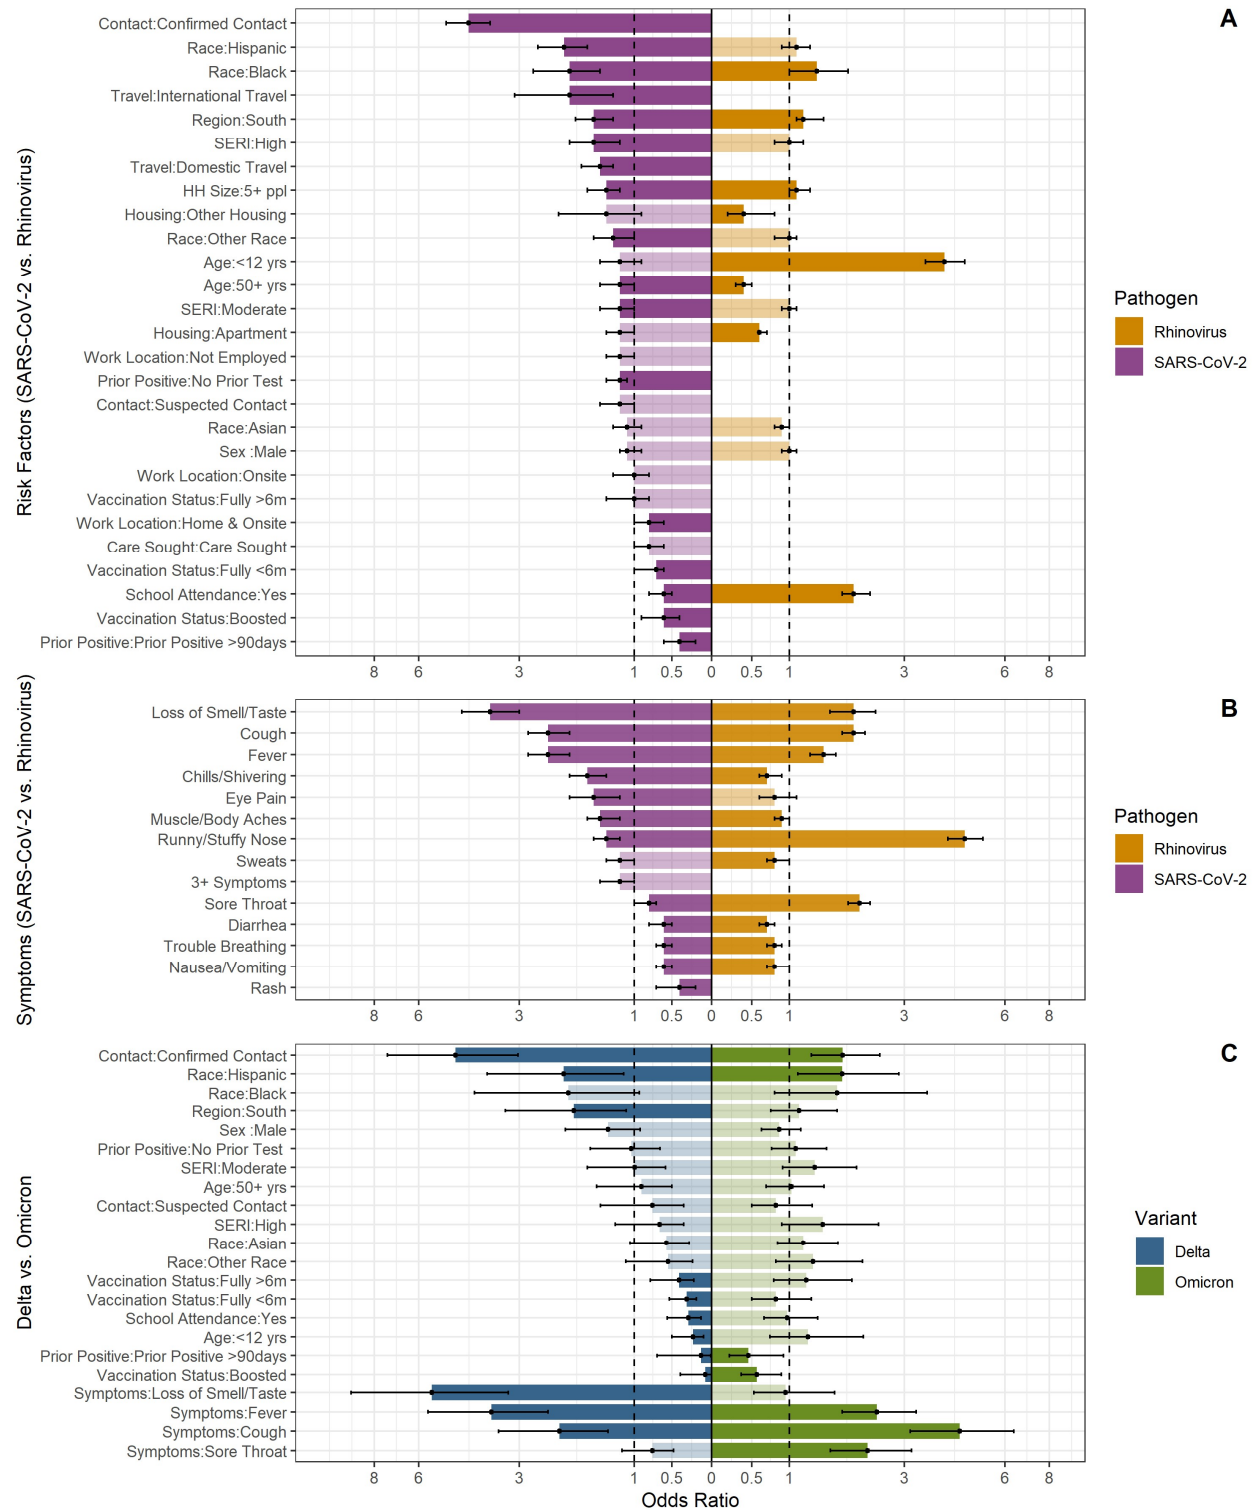 A
Risk Factors (SARS-CoV-2 vs. Rhinovirus)
Contact:Confirmed Contact
Race:Hispanic
Race:Black
Travel:International Travel
Region:South
SERI:High
Travel:Domestic Travel
HH Size:5+ ppl
Housing:Other Housing
Race:Other Race
Age:<12 yrs
Age:50+ yrs
SERI:Moderate
Housing:Apartment
Work Location:Not Employed
Prior Positive:No Prior Test
Contact:Suspected Contact
Race:Asian
Sex :Male
Work Location:Onsite
Vaccination Status:Fully >6m
Work Location:Home & Onsite
Care Sought:Care Sought
Vaccination Status:Fully <6m
School Attendance:Yes
Vaccination Status:Boosted
Prior Positive:Prior Positive >90days
8 6 3 1 0.5 0 0.5 1 3 6 8
Pathogen
Rhinovirus
SARS-CoV-2
B
Symptoms (SARS-CoV-2 vs. Rhinovirus)
Loss of Smell/Taste
Cough
Fever
Chills/Shivering
Eye Pain
Muscle/Body Aches
Runny/Stuffy Nose
Sweats
3+ Symptoms
Sore Throat
Diarrhea
Trouble Breathing
Nausea/Vomiting
Rash
8 6 3 1 0.5 0 0.5 1 3 6 8
Pathogen
Rhinovirus
SARS-CoV-2
C
Delta vs. Omicron
Contact:Confirmed Contact
Race:Hispanic
Race:Black
Region:South
Sex :Male
Prior Positive:No Prior Test
SERI:Moderate
Age:50+ yrs
Contact:Suspected Contact
SERI:High
Race:Asian
Race:Other Race
Vaccination Status:Fully >6m
Vaccination Status:Fully <6m
School Attendance:Yes
Age:<12 yrs
Prior Positive:Prior Positive >90days
Vaccination Status:Boosted
Symptoms:Loss of Smell/Taste
Symptoms:Fever
Symptoms:Cough
Symptoms:Sore Throat
8 6 3 1 0.5 0 0.5 1 3 6 8
Odds Ratio
Variant
Delta
Omicron